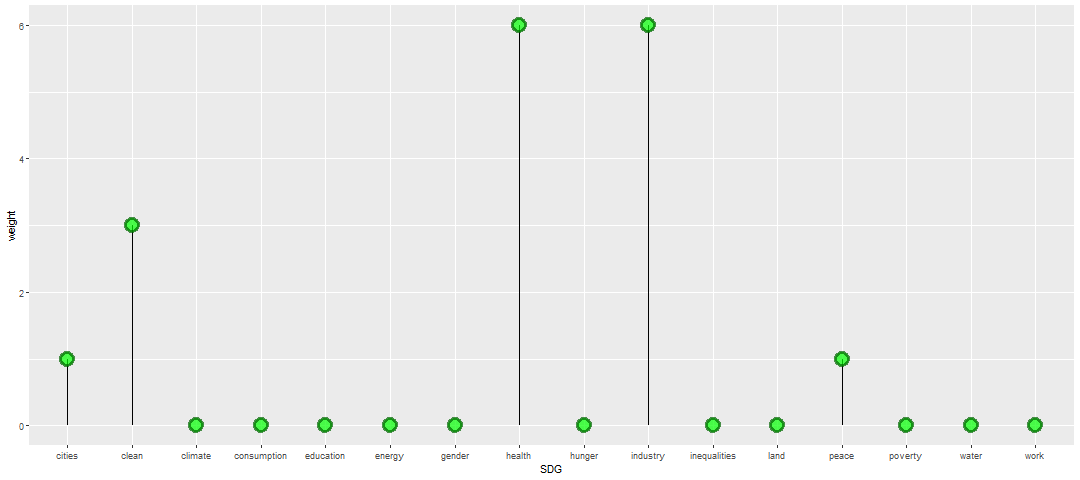 6
4
2
0
weight
cities clean climate consumption education energy gender health hunger industry inequalities land peace poverty water work
SDG